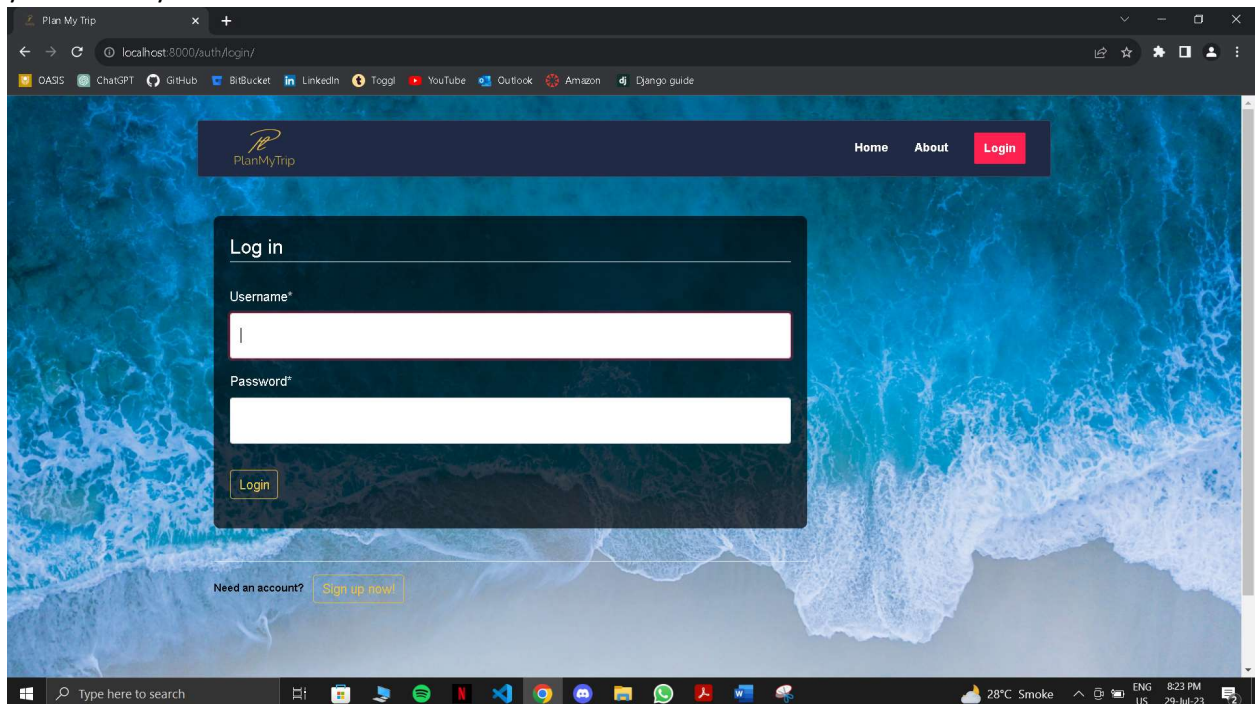 Plan My Trip
localhost:8000/auth/login/
OASIS ChatGPT GitHub BitBucket LinkedIn Toggl YouTube Outlook Amazon dj Django guide
PlanMyTrip
Home About Login
Log in
Username*
Password*
Login
Need an account? Sign up now!
Type here to search
28°C Smoke
ENG 8:23 PM
US 29-Jul-23
2